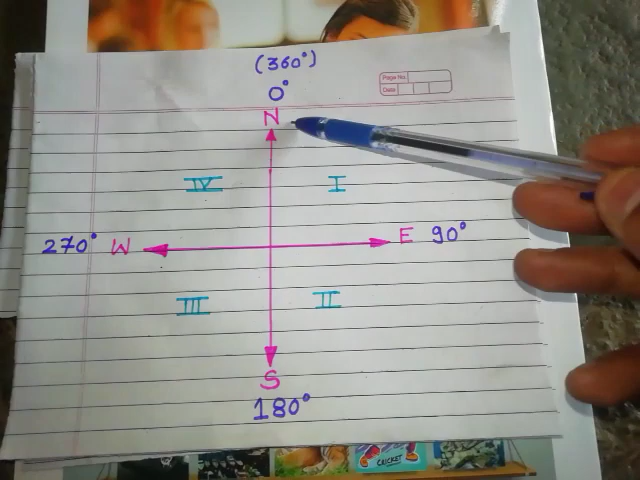 (360°)
0°
Page No.
Date
N
IV I
270° W E 90°
III II
S
180°
CRICKET